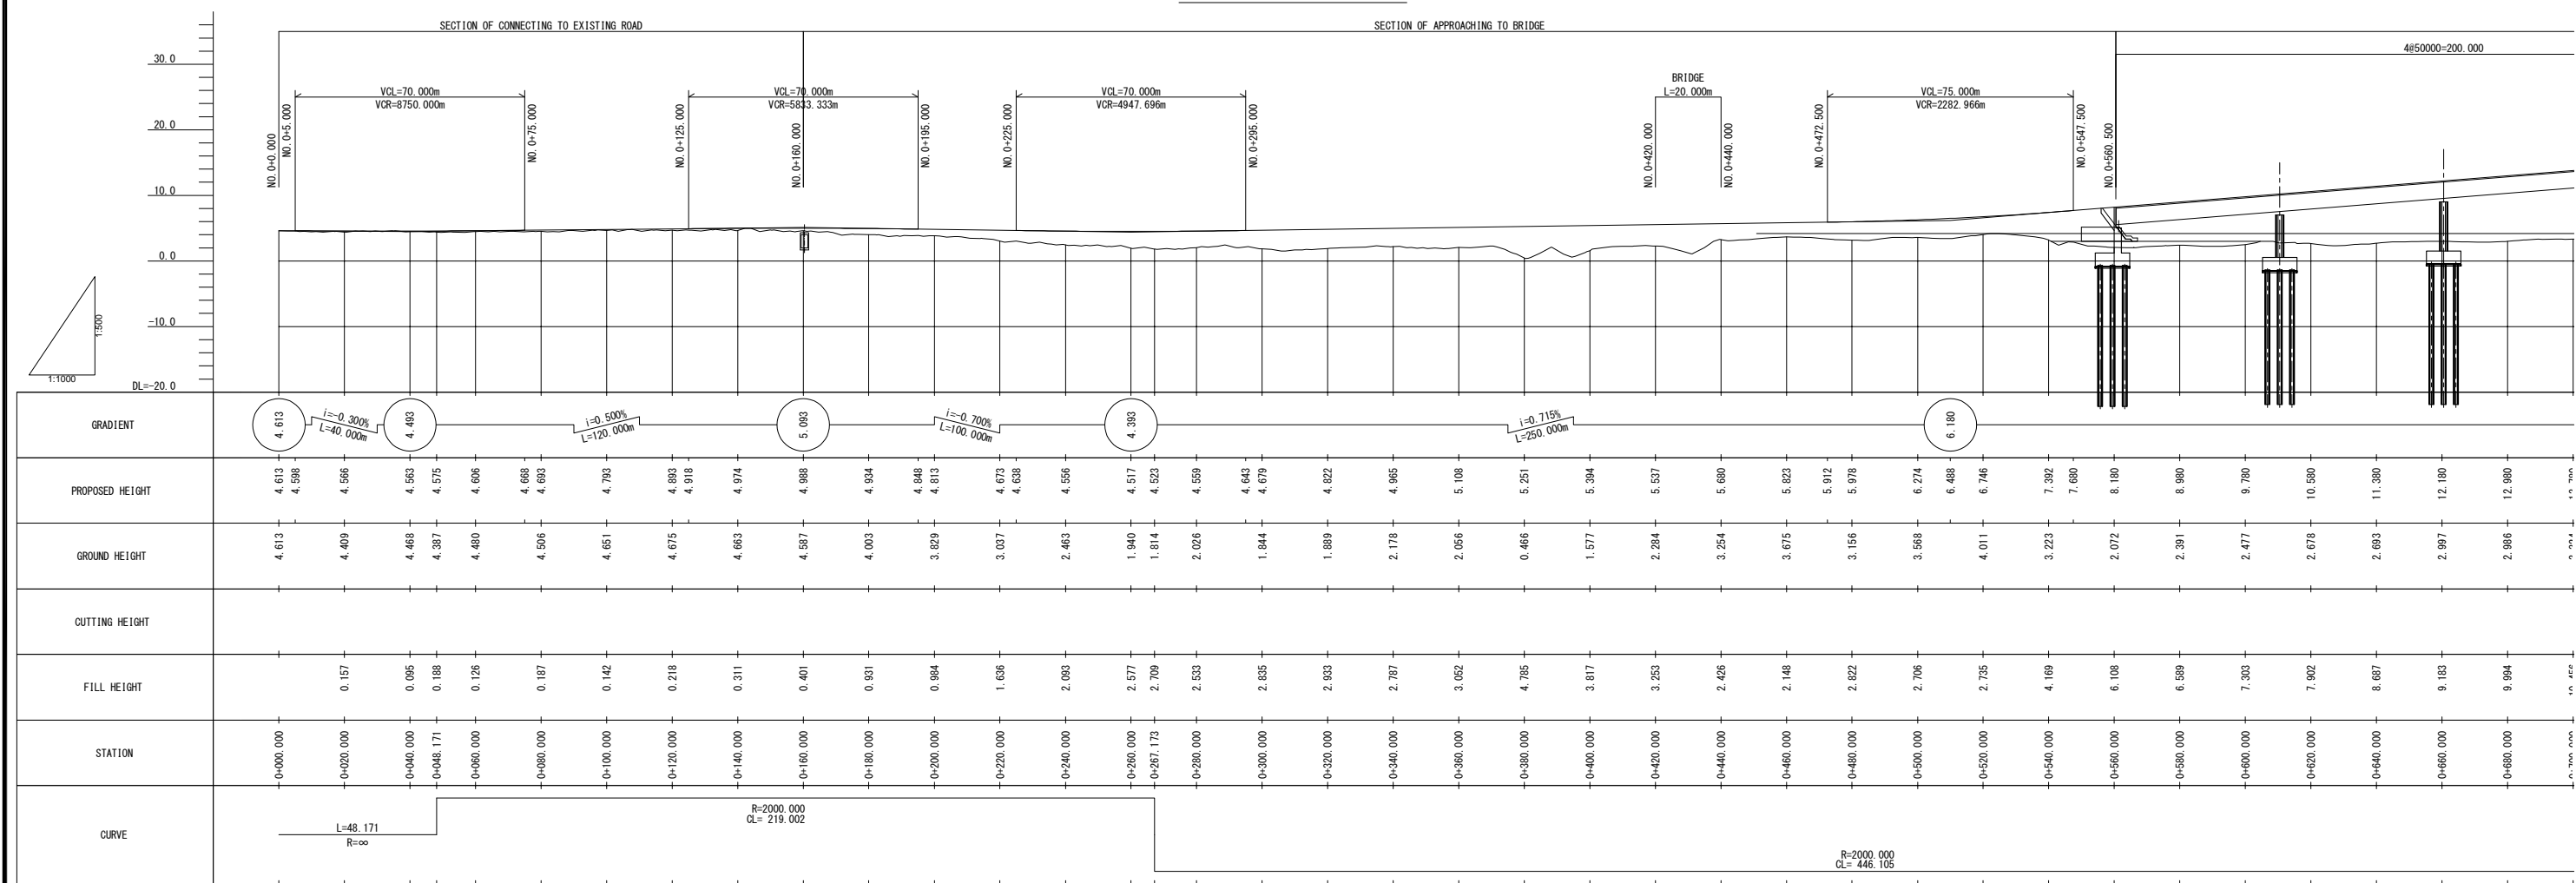 SECTION OF CONNECTING TO EXISTING ROAD
SECTION OF APPROACHING TO BRIDGE
4@50000=200.000
30.0
20.0
10.0
0.0
-10.0
DL=-20.0
1:500
1:1000
NO.0+0.000
NO.0+5.000
VCL=70.000m
VCR=8750.000m
NO.0+75.000
NO.0+125.000
VCL=70.000m
VCR=5833.333m
NO.0+160.000
NO.0+195.000
NO.0+225.000
VCL=70.000m
VCR=4947.696m
NO.0+295.000
BRIDGE
L=20.000m
NO.0+420.000
NO.0+440.000
NO.0+472.500
VCL=75.000m
VCR=2282.966m
NO.0+547.500
NO.0+560.500
GRADIENT
4.613
i=-0.300%
L=40.000m
4.493
i=0.500%
L=120.000m
5.093
i=-0.700%
L=100.000m
4.393
i=0.715%
L=250.000m
6.180
PROPOSED HEIGHT
4.613 4.598 4.566 4.563 4.575 4.606 4.668 4.693 4.793 4.893 4.918 4.974 4.988 4.934 4.848 4.813 4.673 4.638 4.556 4.517 4.523 4.559 4.643 4.679 4.822 4.965 5.108 5.251 5.394 5.537 5.680 5.823 5.912 5.978 6.274 6.488 6.746 7.392 7.680 8.180 8.980 9.780 10.580 11.380 12.180 12.980
GROUND HEIGHT
4.613 4.409 4.468 4.387 4.480 4.506 4.651 4.675 4.663 4.587 4.003 3.829 3.037 2.463 1.940 1.814 2.026 1.844 1.889 2.178 2.056 0.466 1.577 2.284 3.254 3.675 3.156 3.568 4.011 3.223 2.072 2.391 2.477 2.678 2.693 2.997 2.986
CUTTING HEIGHT
FILL HEIGHT
0.157 0.095 0.188 0.126 0.187 0.142 0.218 0.311 0.401 0.931 0.984 1.636 2.093 2.577 2.709 2.533 2.835 2.933 2.787 3.052 4.785 3.817 3.253 2.426 2.148 2.822 2.706 2.735 4.169 6.108 6.589 7.303 7.902 8.687 9.183 9.994
STATION
0+000.000 0+020.000 0+040.000 0+048.171 0+060.000 0+080.000 0+100.000 0+120.000 0+140.000 0+160.000 0+180.000 0+200.000 0+220.000 0+240.000 0+260.000 0+267.173 0+280.000 0+300.000 0+320.000 0+340.000 0+360.000 0+380.000 0+400.000 0+420.000 0+440.000 0+460.000 0+480.000 0+500.000 0+520.000 0+540.000 0+560.000 0+580.000 0+600.000 0+620.000 0+640.000 0+660.000 0+680.000
CURVE
L=48.171
R=∞
R=2000.000
CL= 219.002
R=2000.000
CL= 446.105